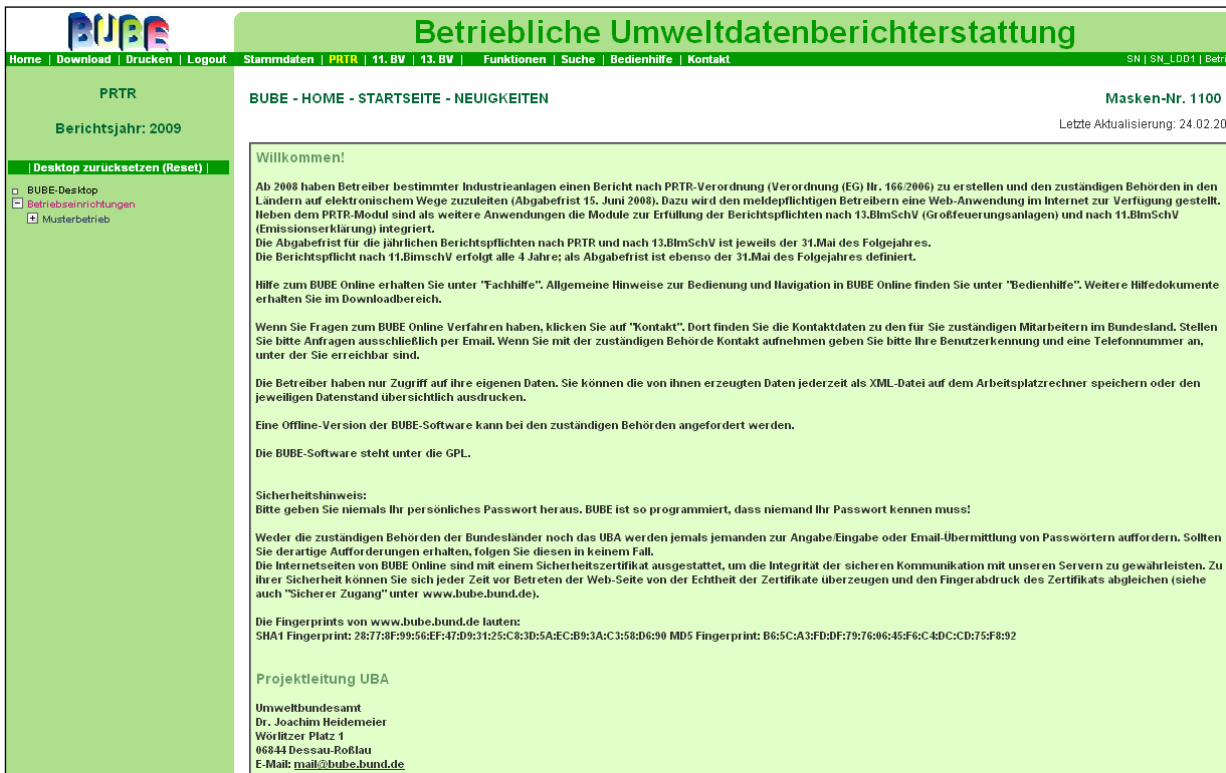 BUBE
Betriebliche Umweltdatenberichterstattung
Home | Download | Drucken | Logout
Stammdaten | PRTR | 11. BV | 13. BV | Funktionen | Suche | Bedienhilfe | Kontakt
SN | SN_LDD1 | Betri
PRTR
Berichtsjahr: 2009
| Desktop zurücksetzen (Reset) |
BUBE-Desktop
Betriebseinrichtungen
Musterbetrieb
BUBE - HOME - STARTSEITE - NEUIGKEITEN
Masken-Nr. 1100
Letzte Aktualisierung: 24.02.20
Willkommen!
Ab 2008 haben Betreiber bestimmter Industrieanlagen einen Bericht nach PRTR-Verordnung (Verordnung (EG) Nr. 166/2006) zu erstellen und den zuständigen Behörden in den
Ländern auf elektronischem Wege zuzuleiten (Abgabefrist 15. Juni 2008). Dazu wird den meldepflichtigen Betreibern eine Web-Anwendung im Internet zur Verfügung gestellt.
Neben dem PRTR-Modul sind als weitere Anwendungen die Module zur Erfüllung der Berichtspflichten nach 13.BImSchV (Großfeuerungsanlagen) und nach 11.BImSchV
(Emissionserklärung) integriert.
Die Abgabefrist für die jährlichen Berichtspflichten nach PRTR und nach 13.BImSchV ist jeweils der 31.Mai des Folgejahres.
Die Berichtspflicht nach 11.BimschV erfolgt alle 4 Jahre; als Abgabefrist ist ebenso der 31.Mai des Folgejahres definiert.
Hilfe zum BUBE Online erhalten Sie unter "Fachhilfe". Allgemeine Hinweise zur Bedienung und Navigation in BUBE Online finden Sie unter "Bedienhilfe". Weitere Hilfedokumente
erhalten Sie im Downloadbereich.
Wenn Sie Fragen zum BUBE Online Verfahren haben, klicken Sie auf "Kontakt". Dort finden Sie die Kontaktdaten zu den für Sie zuständigen Mitarbeitern im Bundesland. Stellen
Sie bitte Anfragen ausschließlich per Email. Wenn Sie mit der zuständigen Behörde Kontakt aufnehmen geben Sie bitte Ihre Benutzerkennung und eine Telefonnummer an,
unter der Sie erreichbar sind.
Die Betreiber haben nur Zugriff auf ihre eigenen Daten. Sie können die von ihnen erzeugten Daten jederzeit als XML-Datei auf dem Arbeitsplatzrechner speichern oder den
jeweiligen Datenstand übersichtlich ausdrucken.
Eine Offline-Version der BUBE-Software kann bei den zuständigen Behörden angefordert werden.
Die BUBE-Software steht unter die GPL.
Sicherheitshinweis:
Bitte geben Sie niemals Ihr persönliches Passwort heraus. BUBE ist so programmiert, dass niemand Ihr Passwort kennen muss!
Weder die zuständigen Behörden der Bundesländer noch das UBA werden jemals jemanden zur Angabe/Eingabe oder Email-Übermittlung von Passwörtern auffordern. Sollten
Sie derartige Aufforderungen erhalten, folgen Sie diesen in keinem Fall.
Die Internetseiten von BUBE Online sind mit einem Sicherheitszertifikat ausgestattet, um die Integrität der sicheren Kommunikation mit unseren Servern zu gewährleisten. Zu
ihrer Sicherheit können Sie sich jeder Zeit vor Betreten der Web-Seite von der Echtheit der Zertifikate überzeugen und den Fingerabdruck des Zertifikats abgleichen (siehe
auch "Sicherer Zugang" unter www.bube.bund.de).
Die Fingerprints von www.bube.bund.de lauten:
SHA1 Fingerprint: 28:77:8F:99:56:EF:47:D9:31:25:C8:3D:5A:EC:B9:3A:C3:58:D6:90 MD5 Fingerprint: B6:5C:A3:FD:DF:79:76:06:45:F6:C4:DC:CD:75:F8:92
Projektleitung UBA
Umweltbundesamt
Dr. Joachim Heidemeier
Wörlitzer Platz 1
06844 Dessau-Roßlau
E-Mail: mail@bube.bund.de